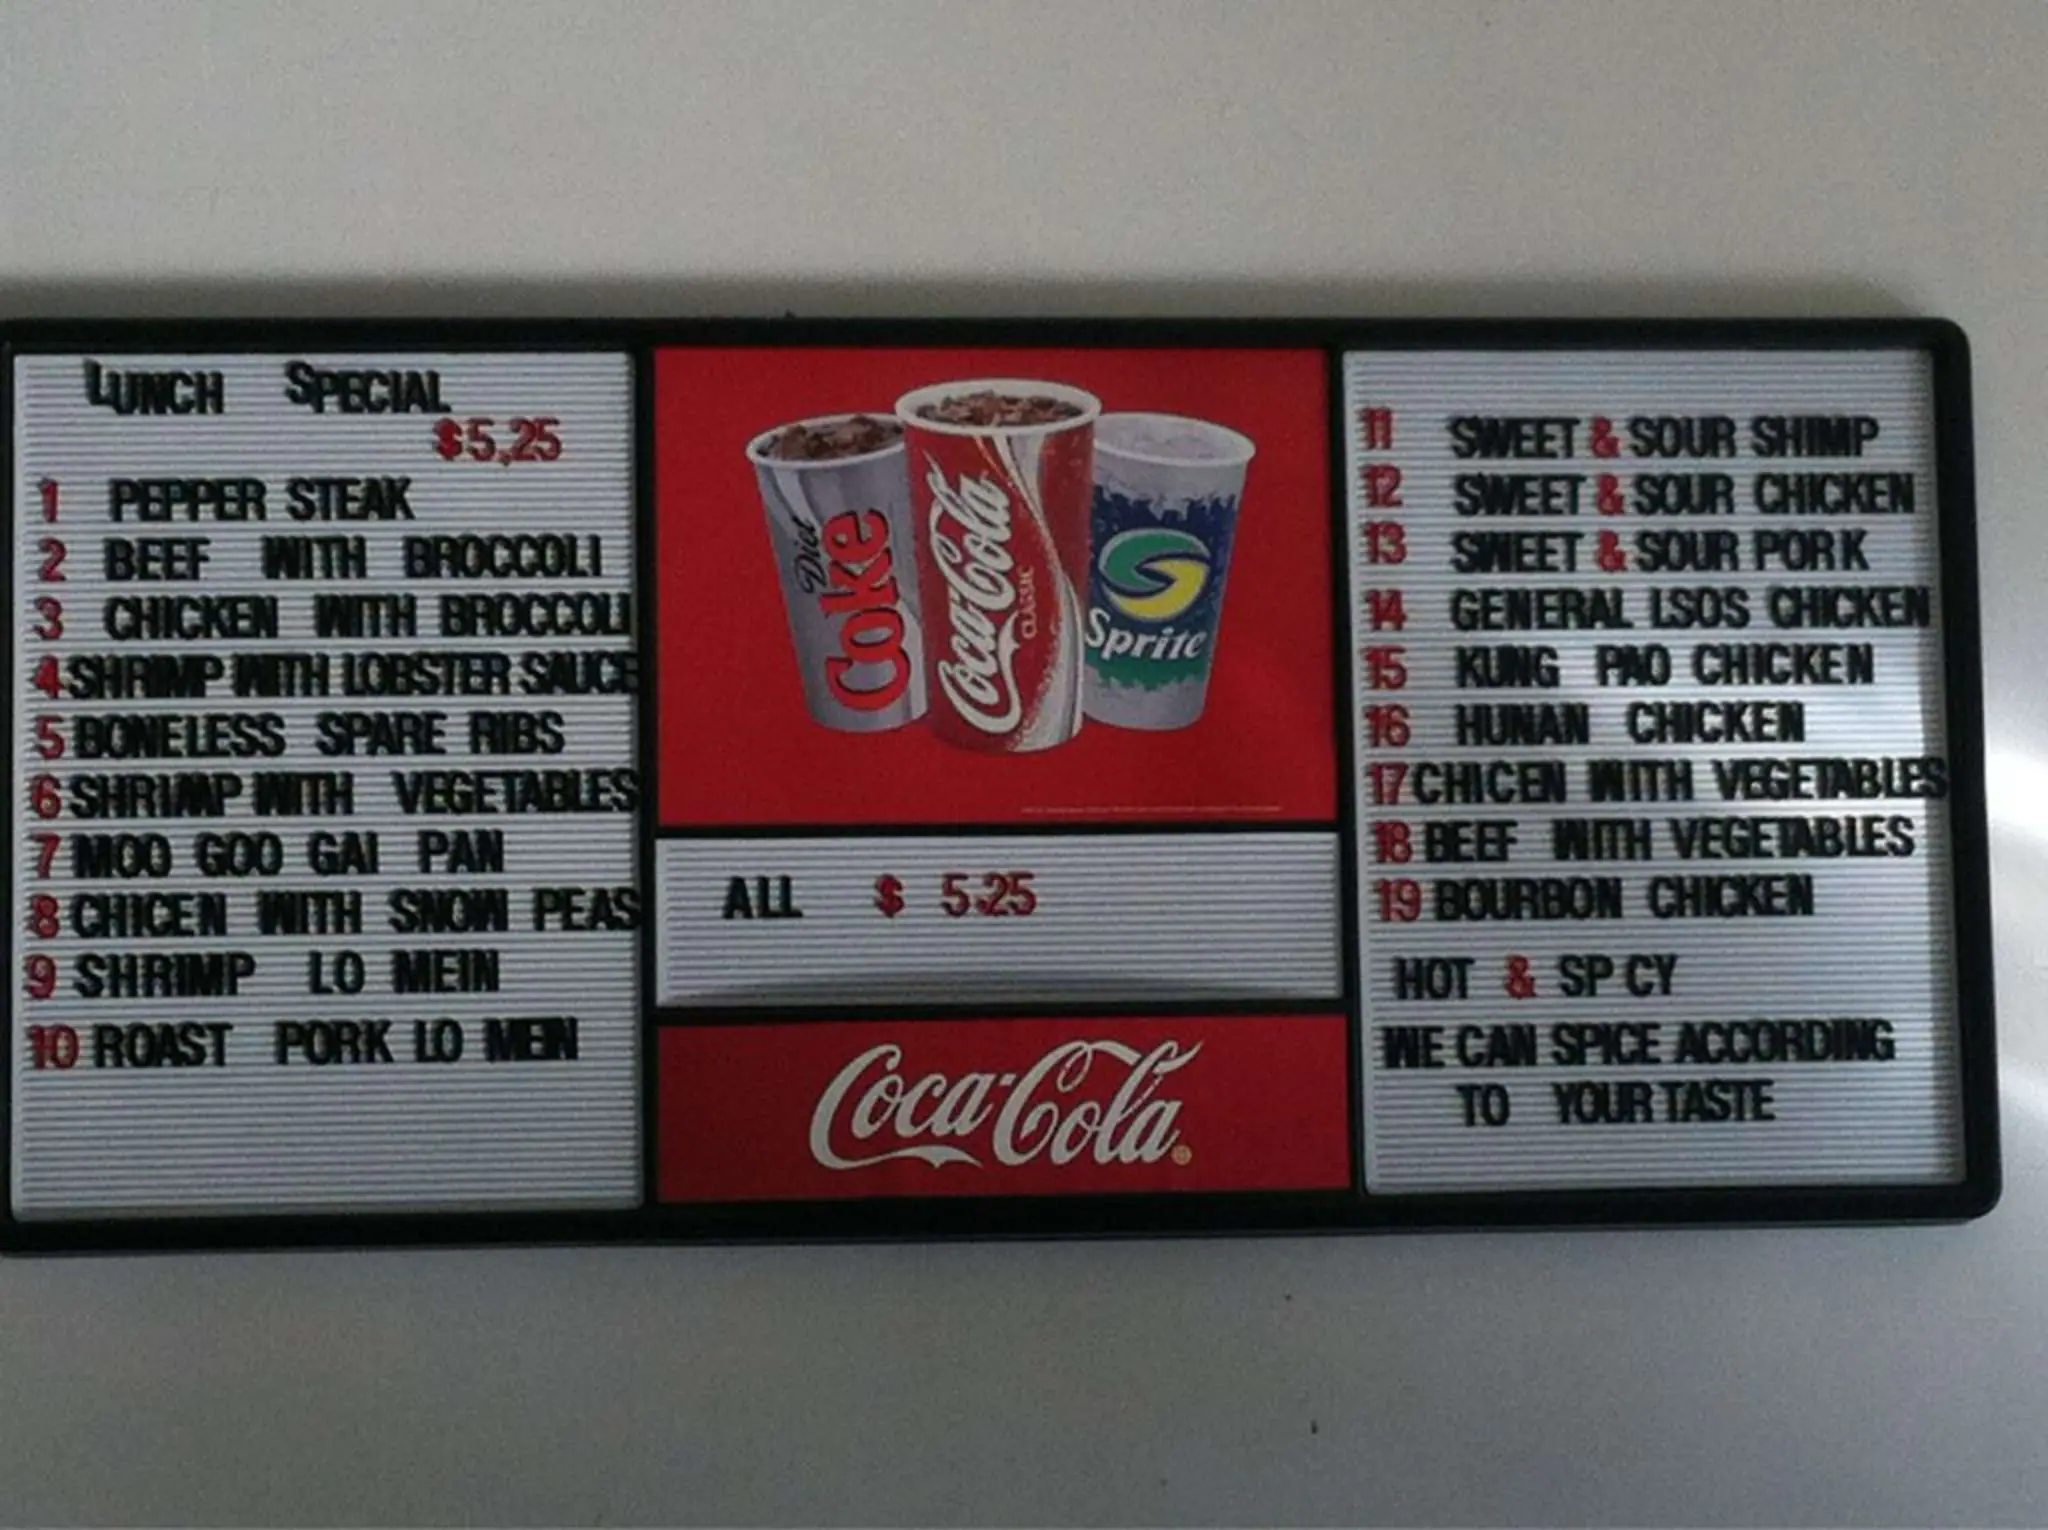 LUNCH SPECIAL
$5,25
1 PEPPER STEAK
2 BEEF WITH BROCCOLI
3 CHICKEN WITH BROCCOLI
4 SHRIMP WITH LOBSTER SAUCE
5 BONELESS SPARE RIBS
6 SHRIMP WITH VEGETABLES
7 MOO GOO GAI PAN
8 CHICEN WITH SNOW PEAS
9 SHRIMP LO MEIN
10 ROAST PORK LO MEIN
Diet Coke
Coca-Cola
CLASSIC
Sprite
ALL $ 5.25
Coca-Cola
11 SWEET & SOUR SHIMP
12 SWEET & SOUR CHICKEN
13 SWEET & SOUR PORK
14 GENERAL LSOS CHICKEN
15 KUNG PAO CHICKEN
16 HUNAN CHICKEN
17 CHICEN WITH VEGETABLES
18 BEEF WITH VEGETABLES
19 BOURBON CHICKEN
HOT & SP CY
WE CAN SPICE ACCORDING
TO YOUR TASTE